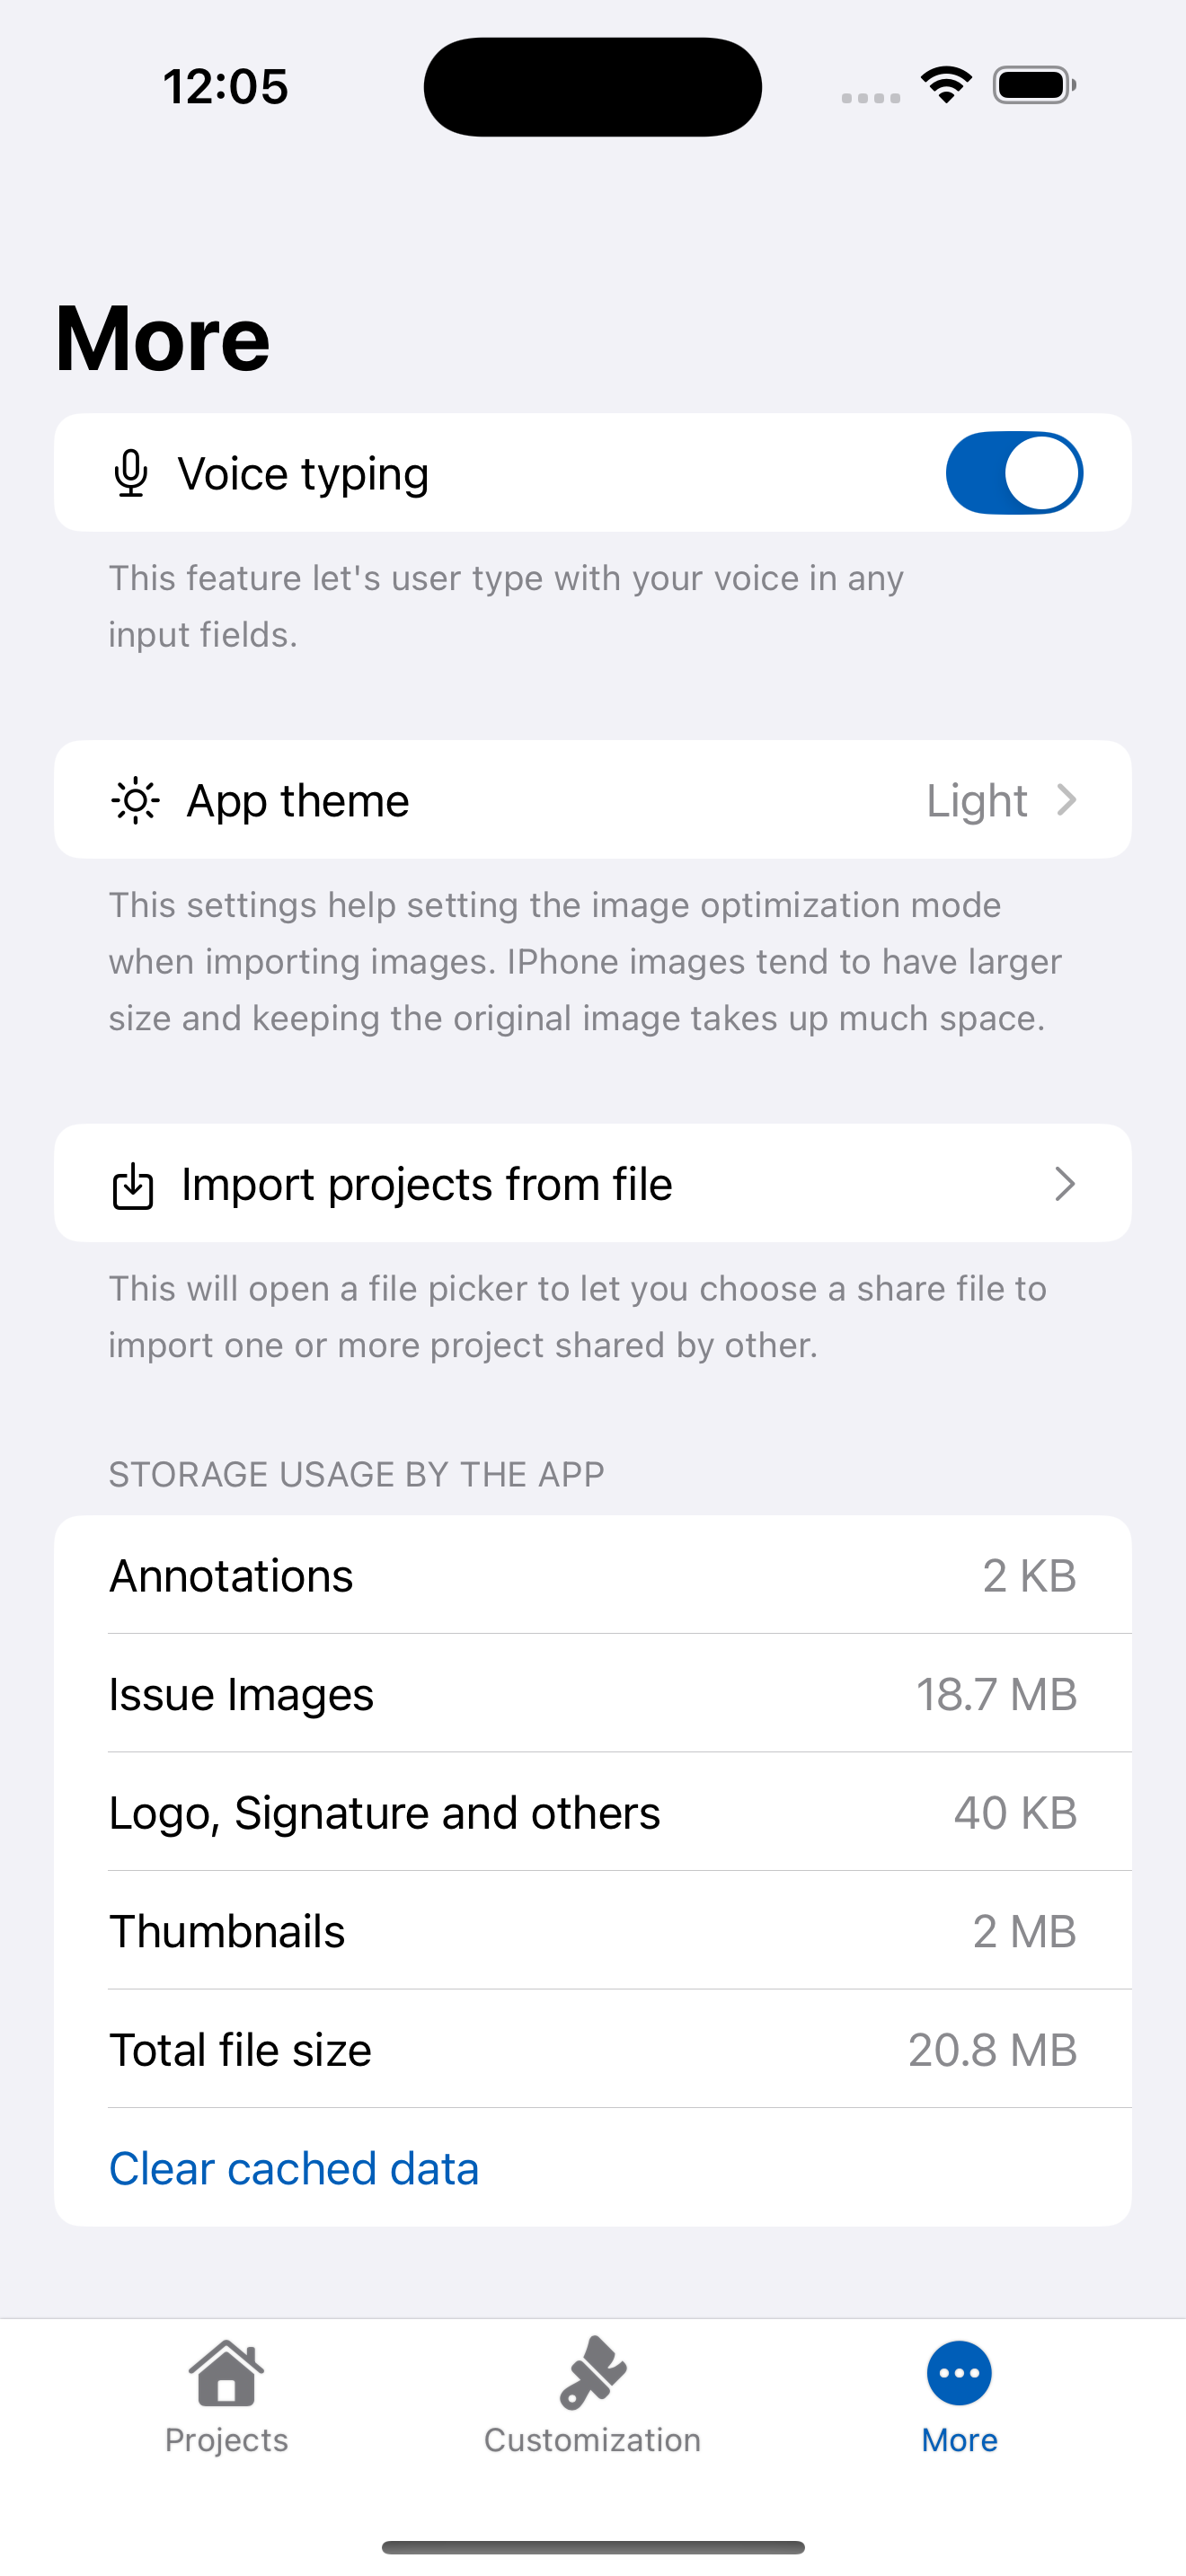 12:05
More
Voice typing
This feature let's user type with your voice in any
input fields.
App theme
Light
This settings help setting the image optimization mode
when importing images. IPhone images tend to have larger
size and keeping the original image takes up much space.
Import projects from file
This will open a file picker to let you choose a share file to
import one or more project shared by other.
STORAGE USAGE BY THE APP
Annotations 2 KB
Issue Images 18.7 MB
Logo, Signature and others 40 KB
Thumbnails 2 MB
Total file size 20.8 MB
Clear cached data
Projects
Customization
More